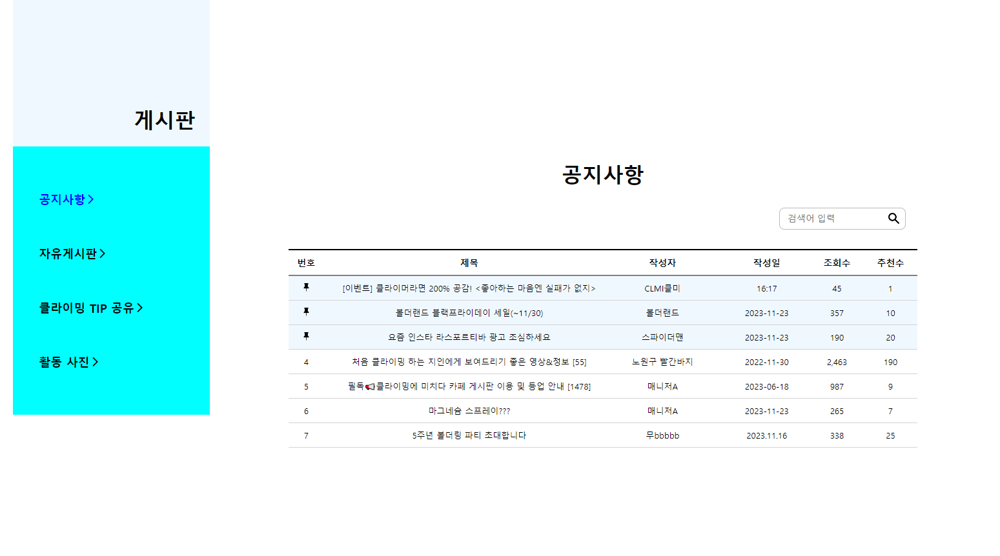 게시판
공지사항
자유게시판
클라이밍 TIP 공유
활동 사진
공지사항
검색어 입력
번호 제목 작성자 작성일 조회수 추천수
[이벤트] 클라이머라면 200% 공감! <좋아하는 마음엔 실패가 없지> CLMI클미 16:17 45 1
볼더랜드 블랙프라이데이 세일(~11/30) 볼더랜드 2023-11-23 357 10
요즘 인스타 라스포르티바 광고 조심하세요 스파이더맨 2023-11-23 190 20
4 처음 클라이밍 하는 지인에게 보여드리기 좋은 영상&정보 [55] 노원구 빨간바지 2022-11-30 2,463 190
5 필독📢클라이밍에 미치다 카페 게시판 이용 및 등업 안내 [1478] 매니저A 2023-06-18 987 9
6 마그네슘 스프레이??? 매니저A 2023-11-23 265 7
7 5주년 볼더링 파티 초대합니다 무bbbbb 2023.11.16 338 25